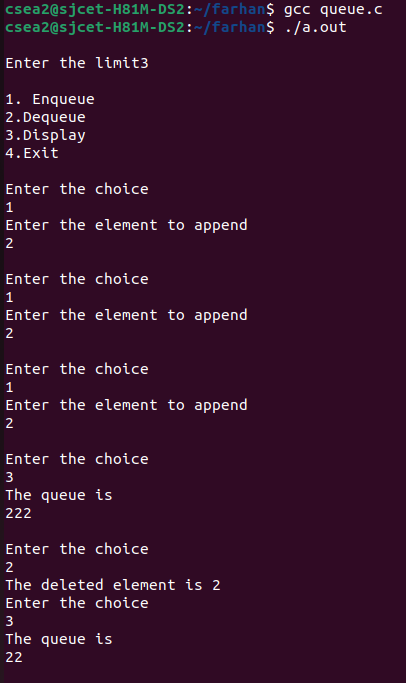 csea2@sjcet-H81M-DS2:~/farhan$ gcc queue.c
csea2@sjcet-H81M-DS2:~/farhan$ ./a.out
Enter the limit3
1. Enqueue
2.Dequeue
3.Display
4.Exit
Enter the choice
1
Enter the element to append
2
Enter the choice
1
Enter the element to append
2
Enter the choice
1
Enter the element to append
2
Enter the choice
3
The queue is
222
Enter the choice
2
The deleted element is 2
Enter the choice
3
The queue is
22